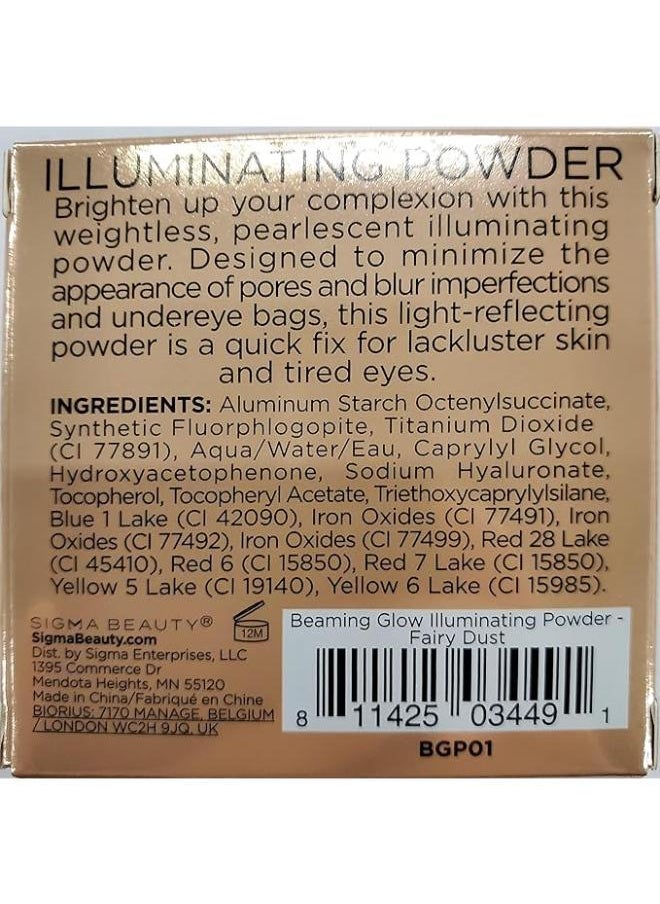 ILLUMINATING POWDER
Brighten up your complexion with this
weightless, pearlescent illuminating
powder. Designed to minimize the
appearance of pores and blur imperfections
and undereye bags, this light-reflecting
powder is a quick fix for lackluster skin
and tired eyes.
INGREDIENTS: Aluminum Starch Octenylsuccinate,
Synthetic Fluorphlogopite, Titanium Dioxide
(CI 77891), Aqua/Water/Eau, Caprylyl Glycol,
Hydroxyacetophenone, Sodium Hyaluronate,
Tocopherol, Tocopheryl Acetate, Triethoxycaprylylsilane,
Blue 1 Lake (CI 42090), Iron Oxides (CI 77491), Iron
Oxides (CI 77492), Iron Oxides (CI 77499), Red 28 Lake
(CI 45410), Red 6 (CI 15850), Red 7 Lake (CI 15850),
Yellow 5 Lake (CI 19140), Yellow 6 Lake (CI 15985).
SIGMA BEAUTY®
SigmaBeauty.com
Dist. by Sigma Enterprises, LLC
1395 Commerce Dr
Mendota Heights, MN 55120
Made in China/Fabriqué en Chine
BIORIUS: 7170 MANAGE, BELGIUM
/ LONDON WC2H 9JQ, UK
12M
Beaming Glow Illuminating Powder -
Fairy Dust
8 11425 03449 1
BGP01